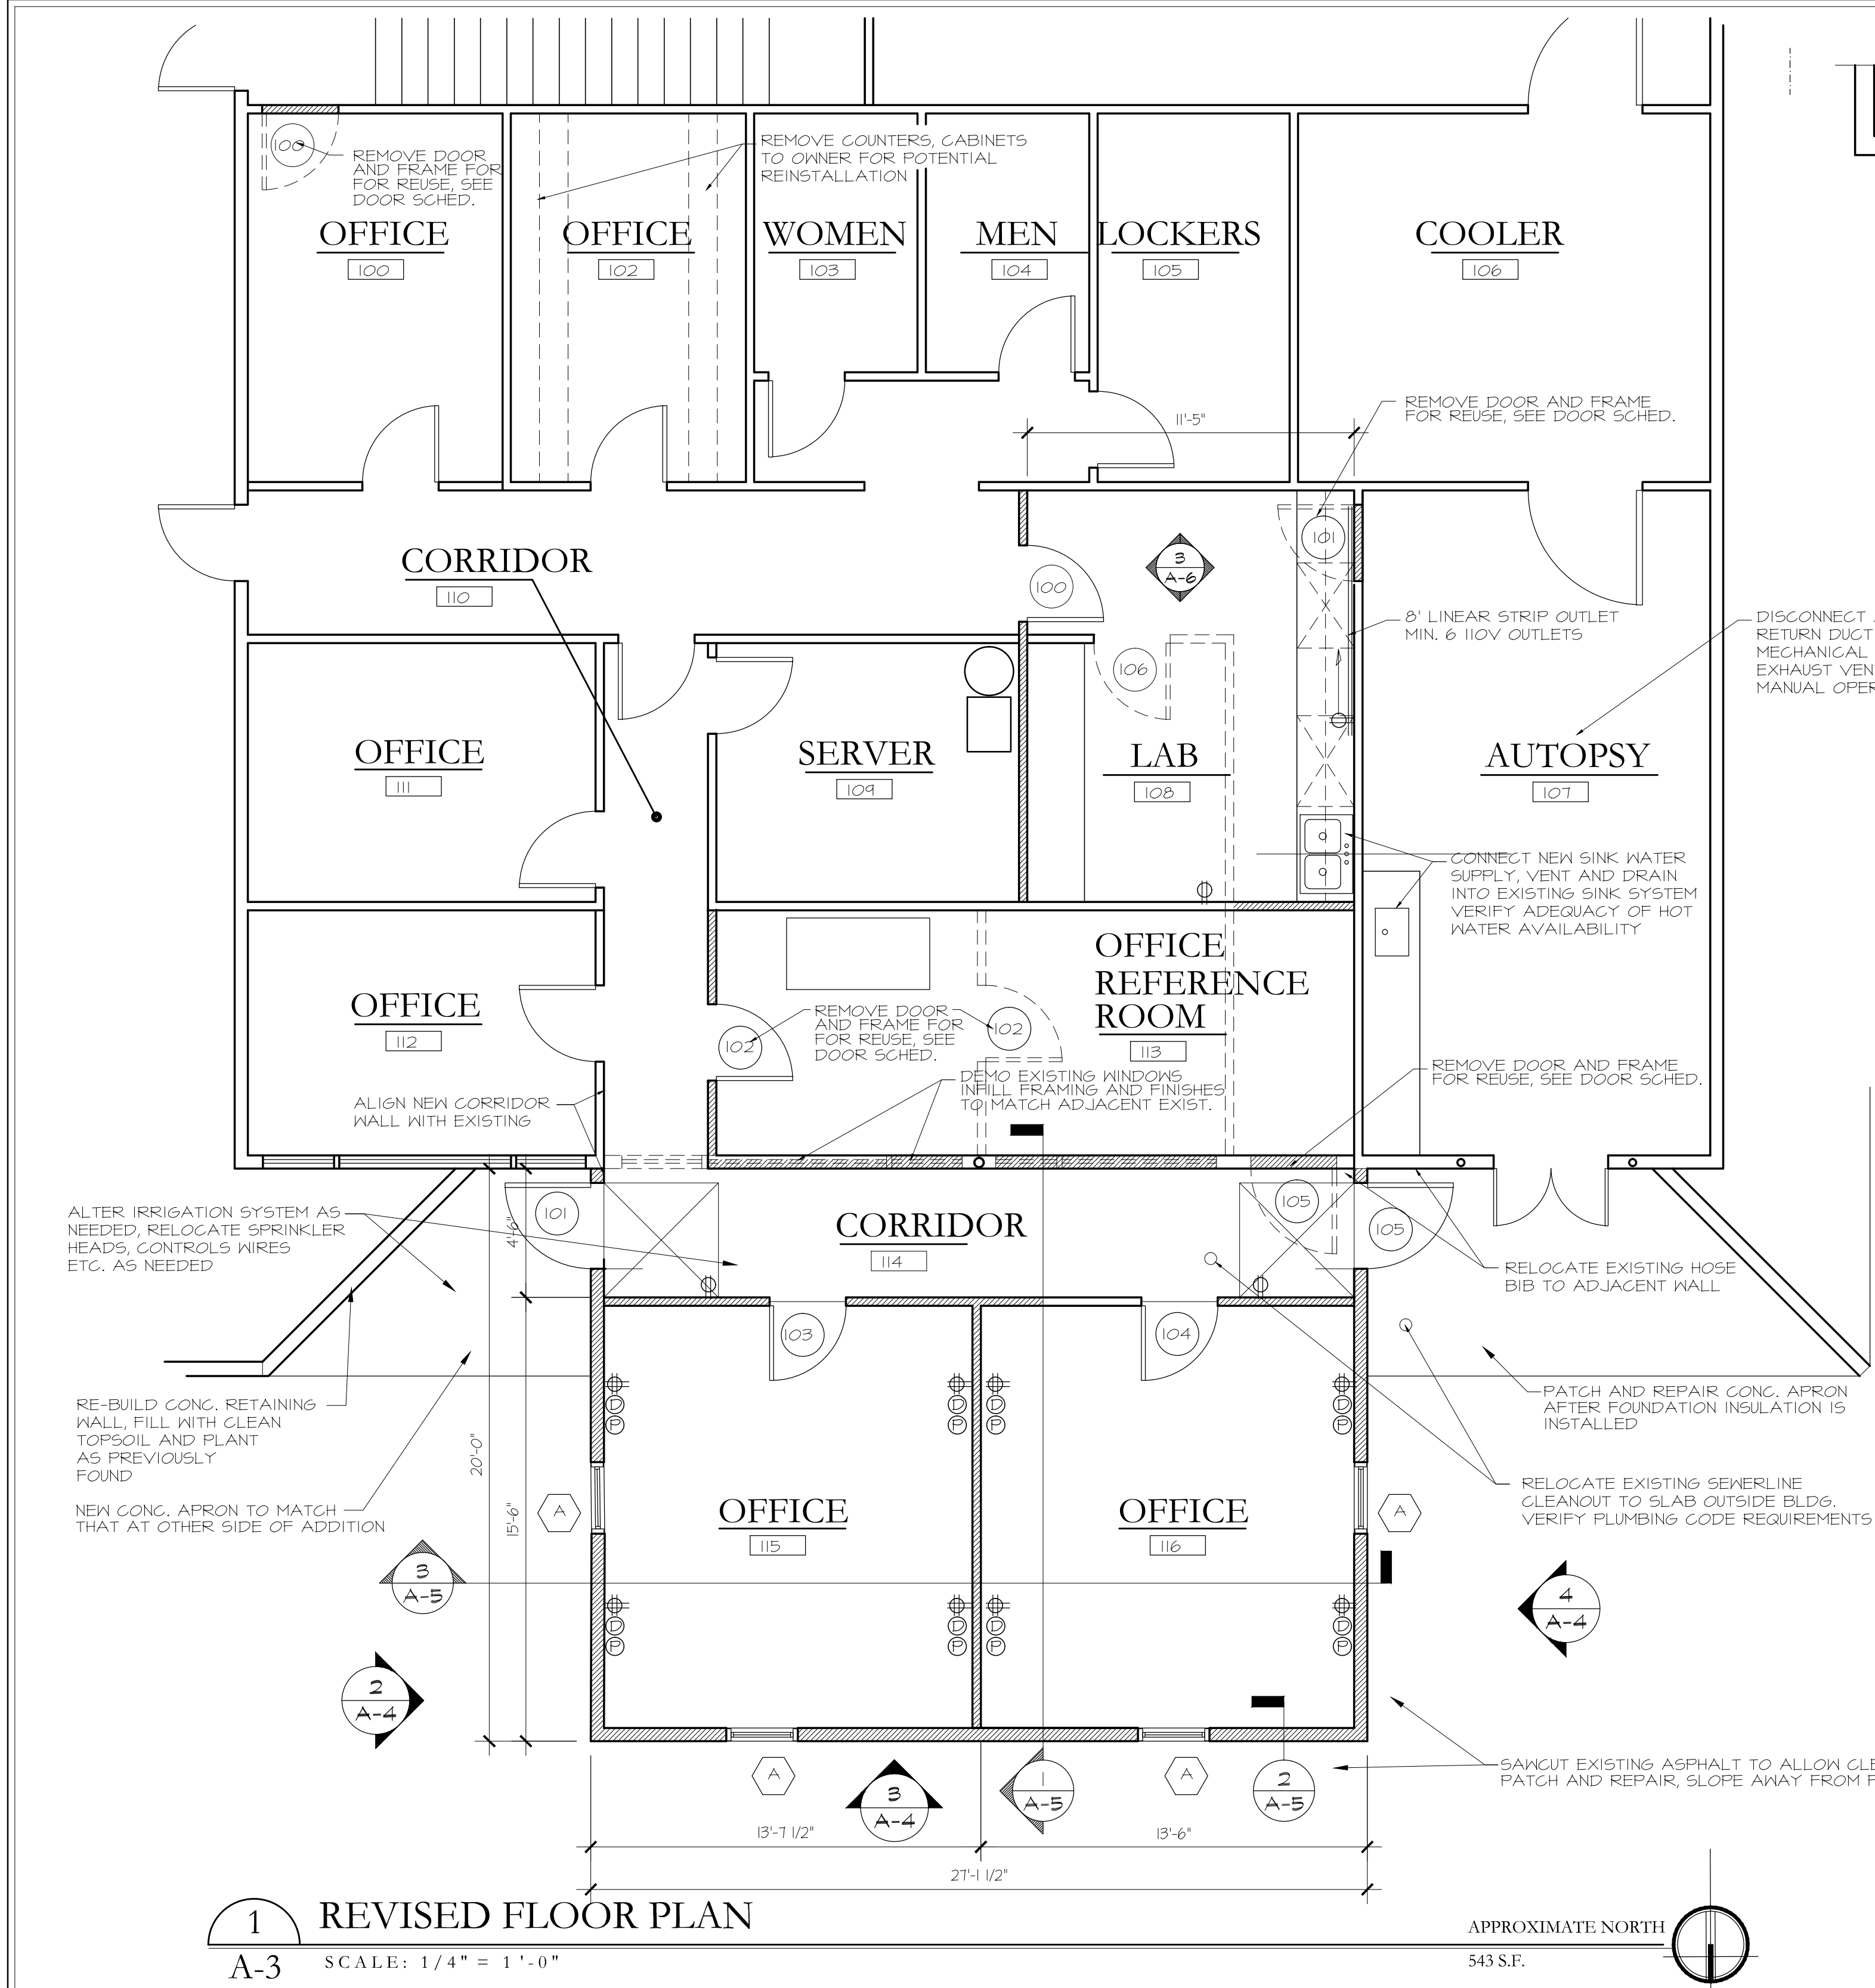 100
REMOVE DOOR
AND FRAME FOR
FOR REUSE, SEE
DOOR SCHED.
REMOVE COUNTERS, CABINETS
TO OWNER FOR POTENTIAL
REINSTALLATION
OFFICE
100
OFFICE
102
WOMEN
103
MEN
104
LOCKERS
105
COOLER
106
REMOVE DOOR AND FRAME
FOR REUSE, SEE DOOR SCHED.
11'-5"
101
CORRIDOR
110
100
3
A-6
8' LINEAR STRIP OUTLET
MIN. 6 110V OUTLETS
DISCONNECT
RETURN DUCT
MECHANICAL
EXHAUST
106
OFFICE
111
SERVER
109
LAB
108
AUTOPSY
107
CONNECT NEW SINK WATER
SUPPLY, VENT AND DRAIN
INTO EXISTING SINK SYSTEM
VERIFY ADEQUACY OF HOT
WATER AVAILABILITY
OFFICE
112
OFFICE
REFERENCE
ROOM
113
REMOVE DOOR
AND FRAME FOR
FOR REUSE, SEE
DOOR SCHED.
102
102
DEMO EXISTING WINDOWS
INFILL FRAMING AND FINISHES
TO MATCH ADJACENT EXIST.
REMOVE DOOR AND FRAME
FOR REUSE, SEE DOOR SCHED.
ALIGN NEW CORRIDOR
WALL WITH EXISTING
ALTER IRRIGATION SYSTEM AS
NEEDED, RELOCATE SPRINKLER
HEADS, CONTROLS WIRES
ETC. AS NEEDED
4'-6"
101
CORRIDOR
114
105
105
RELOCATE EXISTING HOSE
BIB TO ADJACENT WALL
103
104
RE-BUILD CONC. RETAINING
WALL, FILL WITH CLEAN
TOPSOIL AND PLANT
AS PREVIOUSLY
FOUND
D
P
D
P
D
P
D
P
PATCH AND REPAIR CONC. APRON
AFTER FOUNDATION INSULATION IS
INSTALLED
20'-0"
15'-6"
NEW CONC. APRON TO MATCH
THAT AT OTHER SIDE OF ADDITION
A
OFFICE
115
OFFICE
116
A
RELOCATE EXISTING SEWERLINE
CLEANOUT TO SLAB OUTSIDE BLDG.
VERIFY PLUMBING CODE REQUIREMENTS
3
A-5
4
A-4
D
P
D
P
D
P
D
P
2
A-4
A
3
A-4
1
A-5
A
2
A-5
SAWCUT EXISTING ASPHALT TO ALLOW
PATCH AND REPAIR, SLOPE AWAY FROM
13'-7 1/2"
13'-6"
27'-1 1/2"
1
A-3
REVISED FLOOR PLAN
SCALE: 1/4" = 1'-0"
APPROXIMATE NORTH
543 S.F.